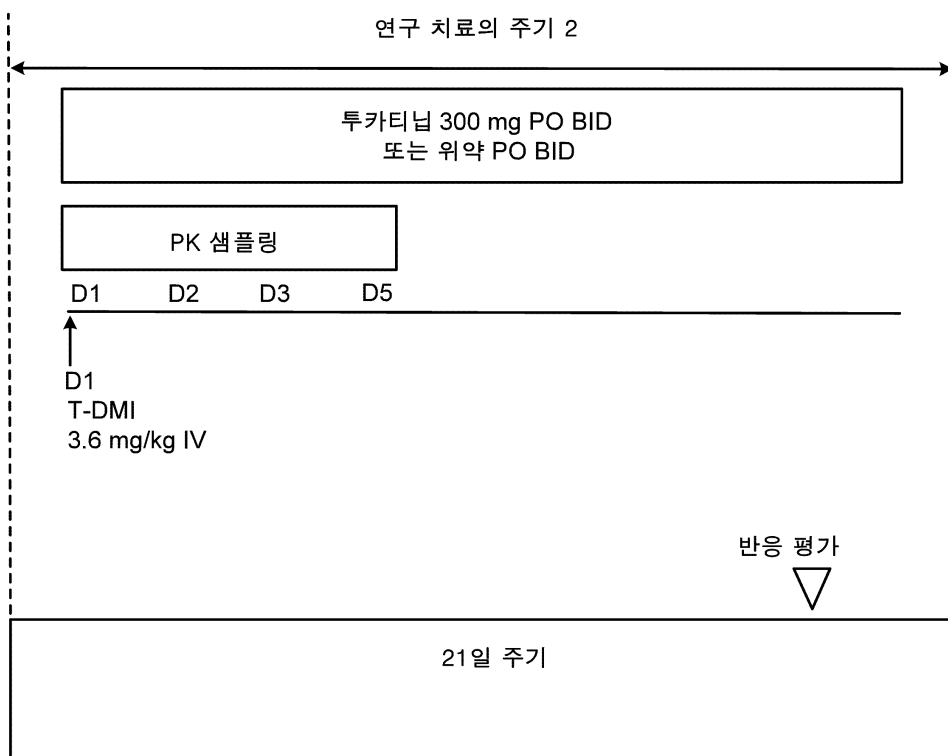 연구 치료의 주기 2
투카티닙 300 mg PO BID
또는 위약 PO BID
PK 샘플링
D1 D2 D3 D5
D1
T-DMI
3.6 mg/kg IV
반응 평가
21일 주기